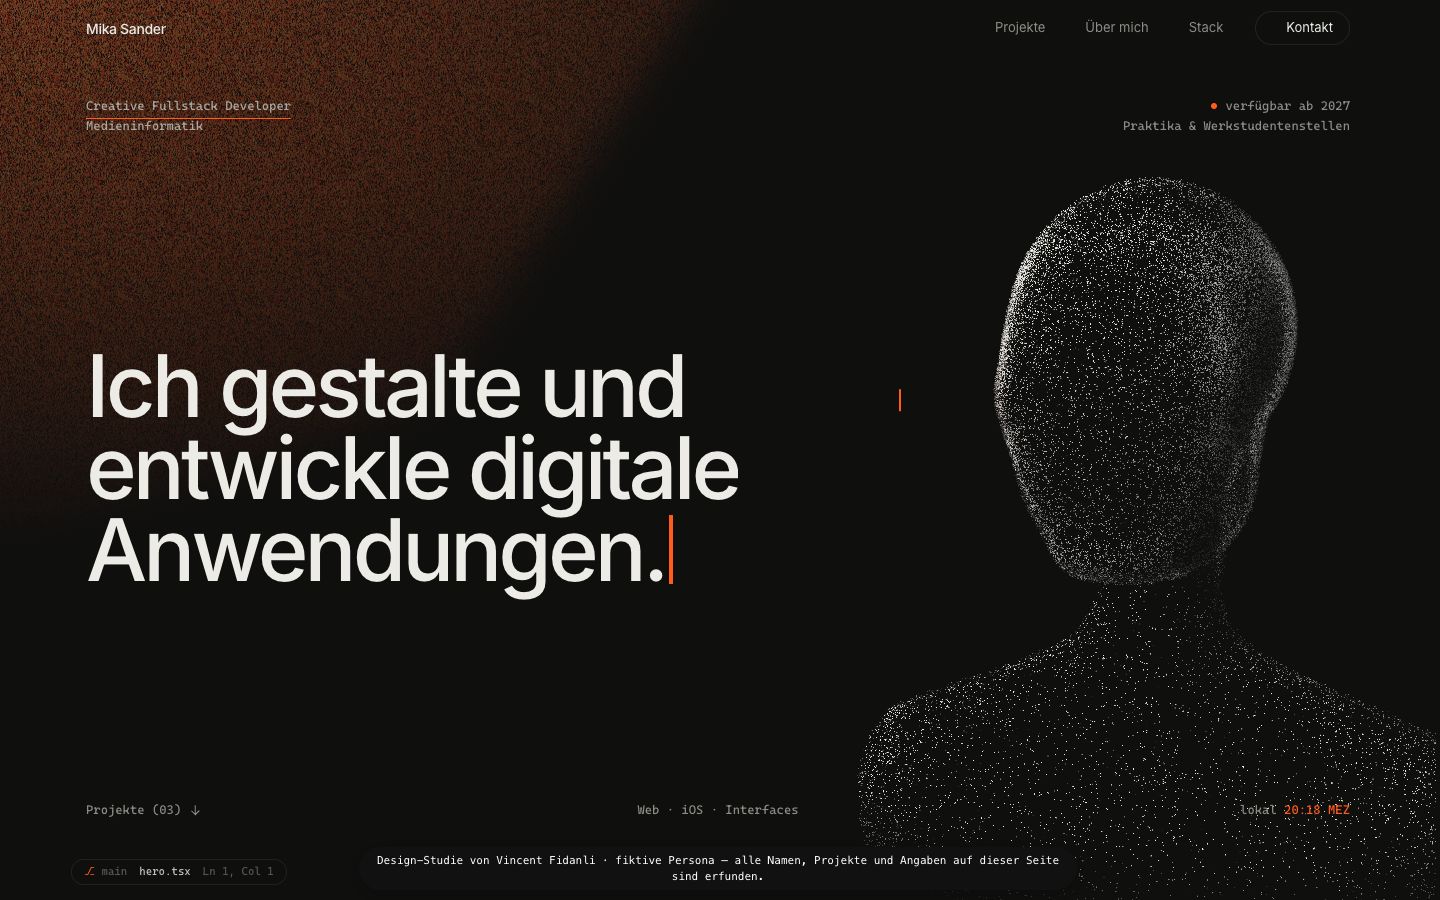 Mika Sander
Projekte
Über mich
Stack
Kontakt
Creative Fullstack Developer
Medieninformatik
verfügbar ab 2027
Praktika & Werkstudentenstellen
Ich gestalte und
entwickle digitale
Anwendungen.
Projekte (03) ↓
Web · iOS · Interfaces
lokal 20:18 MEZ
main hero.tsx Ln 1, Col 1
Design-Studie von Vincent Fidanli · fiktive Persona — alle Namen, Projekte und Angaben auf dieser Seite
sind erfunden.